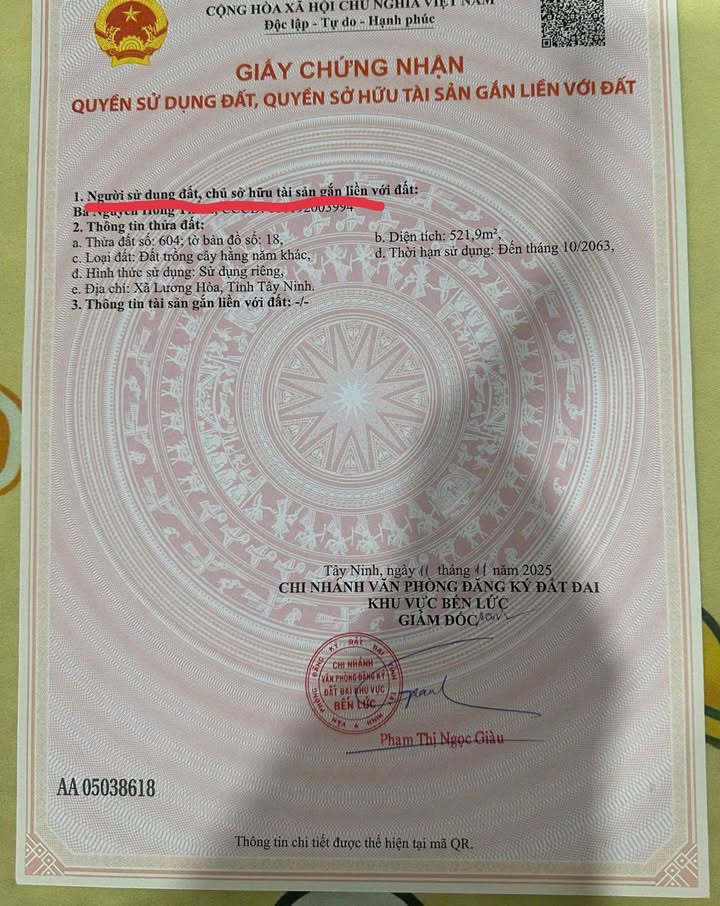 CỘNG HÒA XÃ HỘI CHỦ NGHĨA VIỆT NAM
Độc lập - Tự do - Hạnh phúc
GIẤY CHỨNG NHẬN
QUYỀN SỬ DỤNG ĐẤT, QUYỀN SỞ HỮU TÀI SẢN GẮN LIỀN VỚI ĐẤT
1. Người sử dụng đất, chủ sở hữu tài sản gắn liền với đất:
Bà Nguyễn Hồng
2. Thông tin thửa đất:
a. Thửa đất số: 604; tờ bản đồ số: 18, b. Diện tích: 521,9m²,
c. Loại đất: Đất trồng cây hằng năm khác, d. Thời hạn sử dụng: Đến tháng 10/2063,
đ. Hình thức sử dụng: Sử dụng riêng,
e. Địa chỉ: Xã Lương Hòa, Tỉnh Tây Ninh.
3. Thông tin tài sản gắn liền với đất: -/-
Tây Ninh, ngày 11 tháng 11 năm 2025
CHI NHÁNH VĂN PHÒNG ĐĂNG KÝ ĐẤT ĐAI
KHU VỰC BẾN LỨC
GIÁM ĐỐC
CHI NHÁNH
VĂN PHÒNG ĐĂNG KÝ
ĐẤT ĐAI KHU VỰC
BẾN LỨC
Phạm Thị Ngọc Giàu
AA 05038618
Thông tin chi tiết được thể hiện tại mã QR.